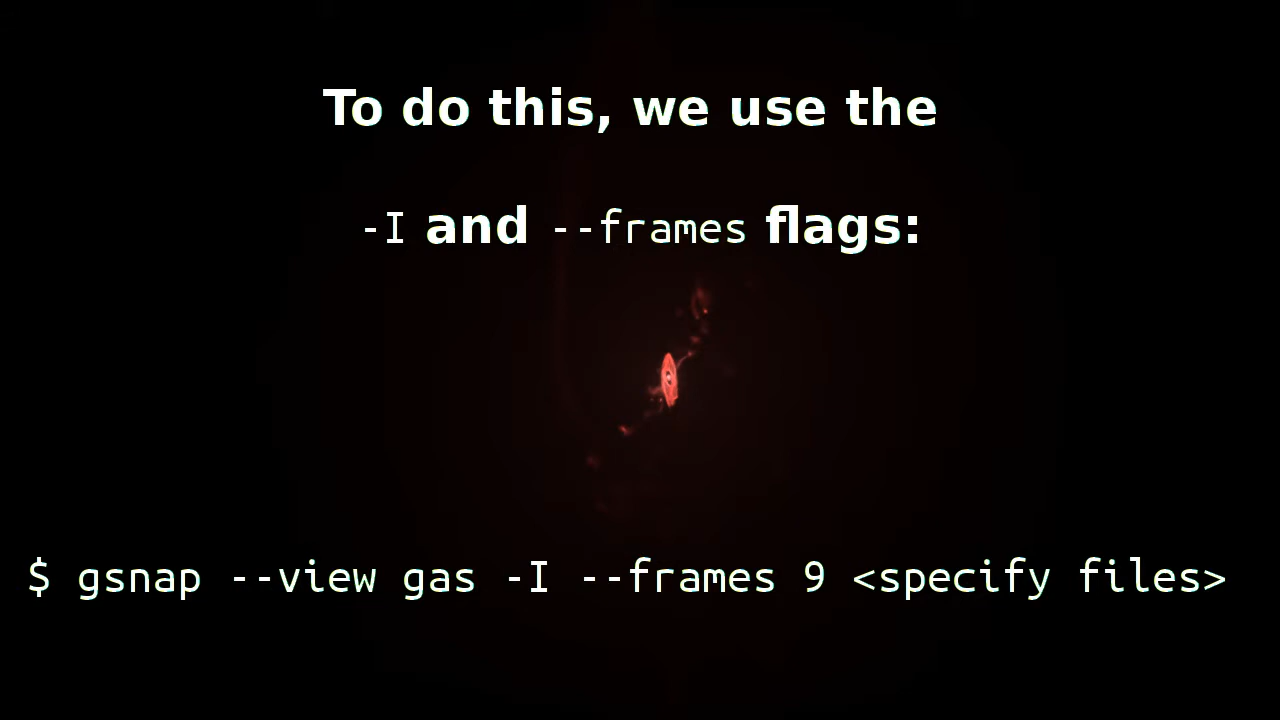 To do this, we use the
-I and --frames flags:
$ gsnap --view gas -I --frames 9 <specify files>